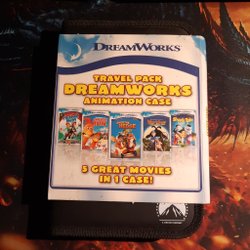 DREAMWORKS
TRAVEL PACK
DREAMWORKS
ANIMATION CASE
5 GREAT MOVIES
IN 1 CASE!